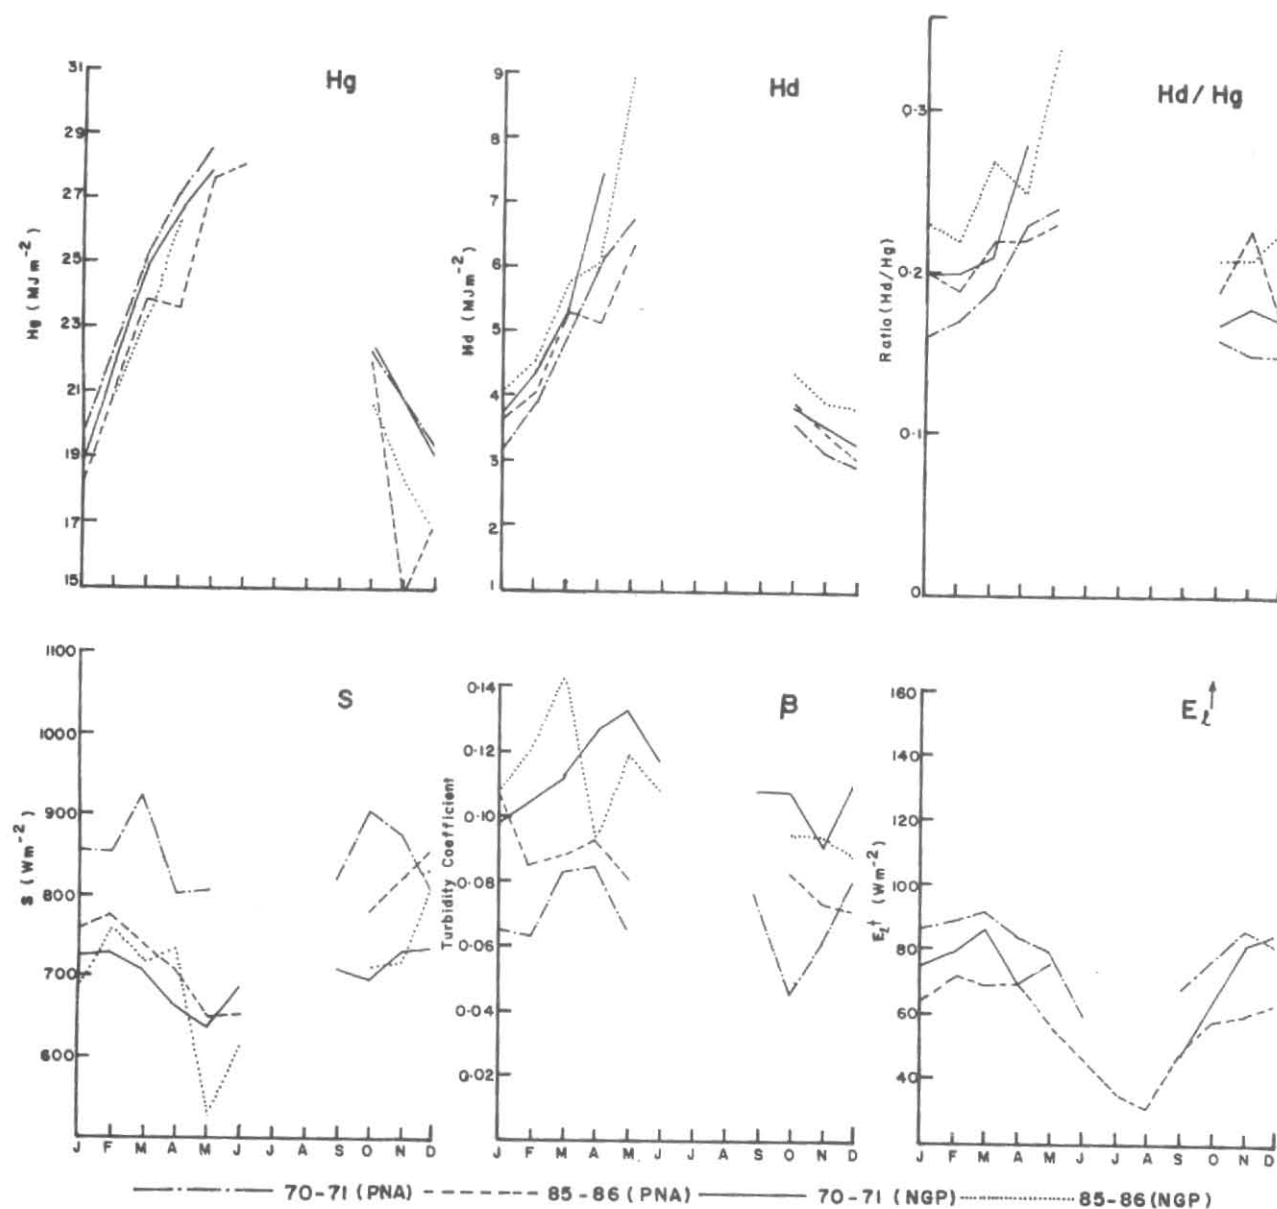 Hg
31
29
27
25
23
21
19
17
15
Hg (MJm⁻²)
Hd
9
8
7
6
5
4
3
2
1
Hd (MJm⁻²)
Hd/Hg
0·3
0·2
0·1
0
Ratio (Hd/Hg)
S
1100
1000
900
800
700
600
S (Wm⁻²)
J F M A M J J A S O N D
β
0·14
0·12
0·10
0·08
0·06
0·04
0·02
Turbidity Coefficient
J F M A M J J A S O N D
Eℓ↑
160
140
120
100
80
60
40
Eℓ↑ (Wm⁻²)
J F M A M J J A S O N D
70-71 (PNA) 85-86(PNA) 70-71 (NGP) 85-86(NGP)